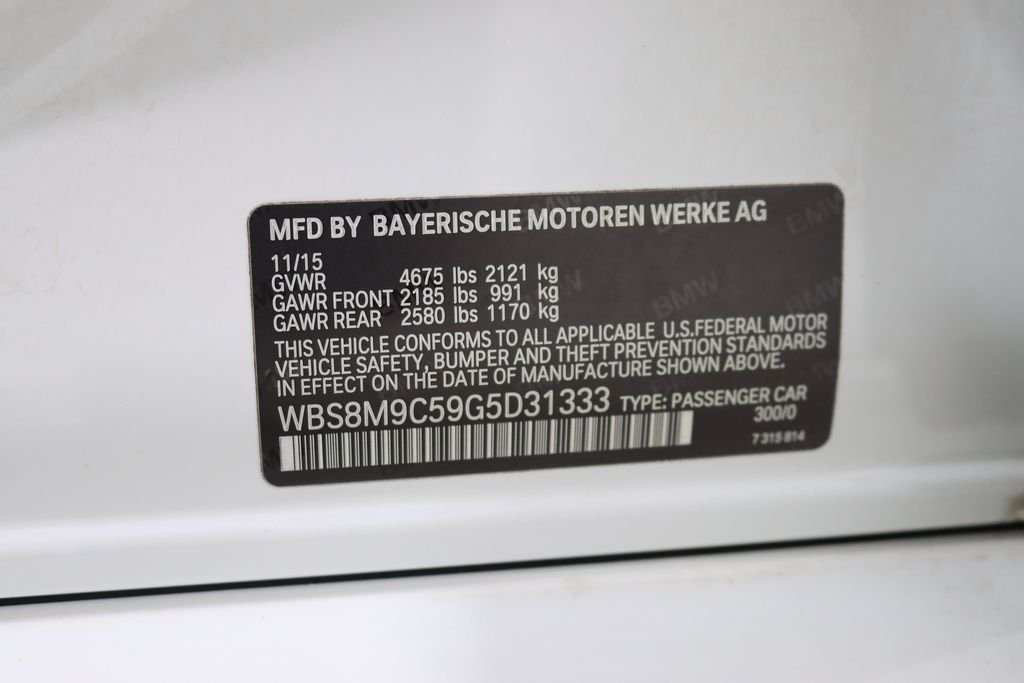 MFD BY BAYERISCHE MOTOREN WERKE AG
11/15
GVWR 4675 lbs 2121 kg
GAWR FRONT 2185 lbs 991 kg
GAWR REAR 2580 lbs 1170 kg
THIS VEHICLE CONFORMS TO ALL APPLICABLE U.S.FEDERAL MOTOR
VEHICLE SAFETY, BUMPER AND THEFT PREVENTION STANDARDS
IN EFFECT ON THE DATE OF MANUFACTURE SHOWN ABOVE.
WBS8M9C59G5D31333 TYPE: PASSENGER CAR
300/0
7 315 814